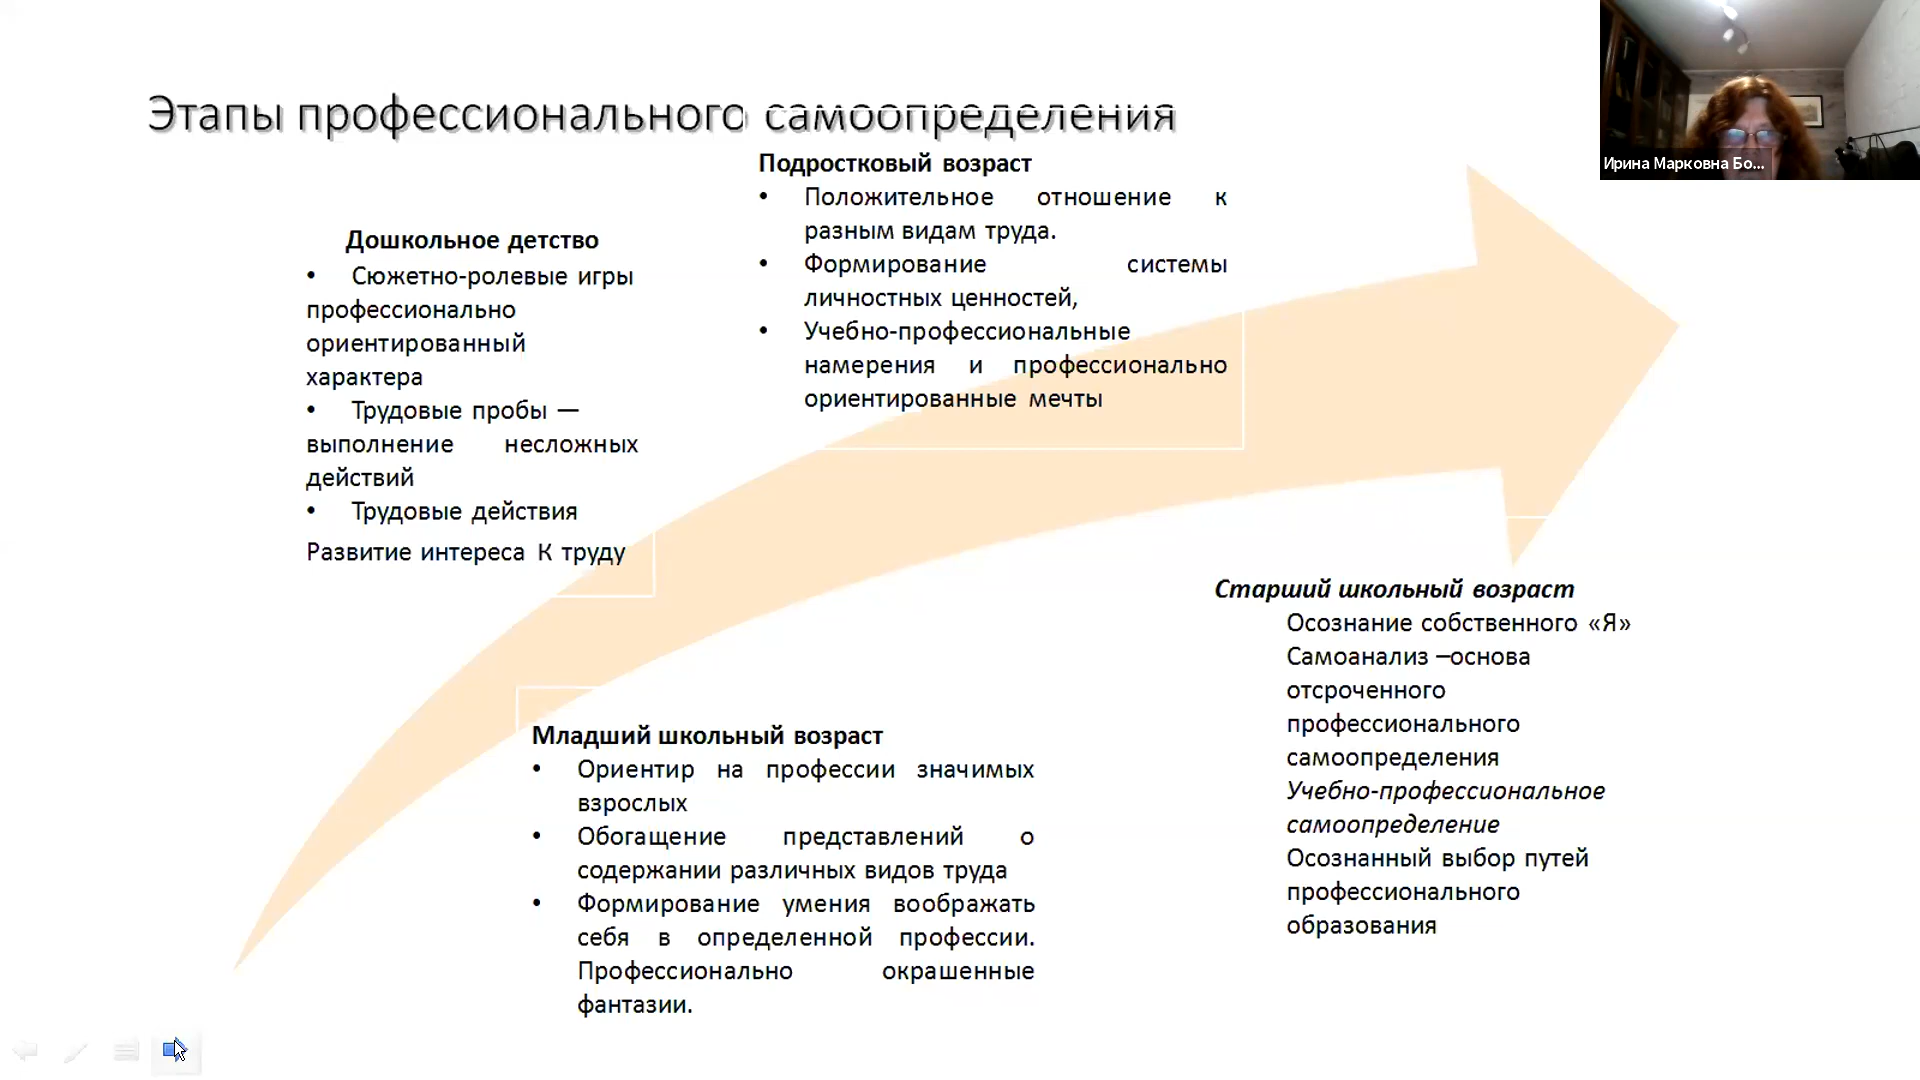 Этапы профессионального самоопределения
Ирина Марковна Бо...
Дошкольное детство
• Сюжетно-ролевые игры
профессионально
ориентированный
характера
• Трудовые пробы —
выполнение несложных
действий
• Трудовые действия
Развитие интереса К труду
Подростковый возраст
• Положительное отношение к
разным видам труда.
• Формирование системы
личностных ценностей,
• Учебно-профессиональные
намерения и профессионально
ориентированные мечты
Младший школьный возраст
• Ориентир на профессии значимых
взрослых
• Обогащение представлений о
содержании различных видов труда
• Формирование умения воображать
себя в определенной профессии.
Профессионально окрашенные
фантазии.
Старший школьный возраст
Осознание собственного «Я»
Самоанализ –основа
отсроченного
профессионального
самоопределения
Учебно-профессиональное
самоопределение
Осознанный выбор путей
профессионального
образования